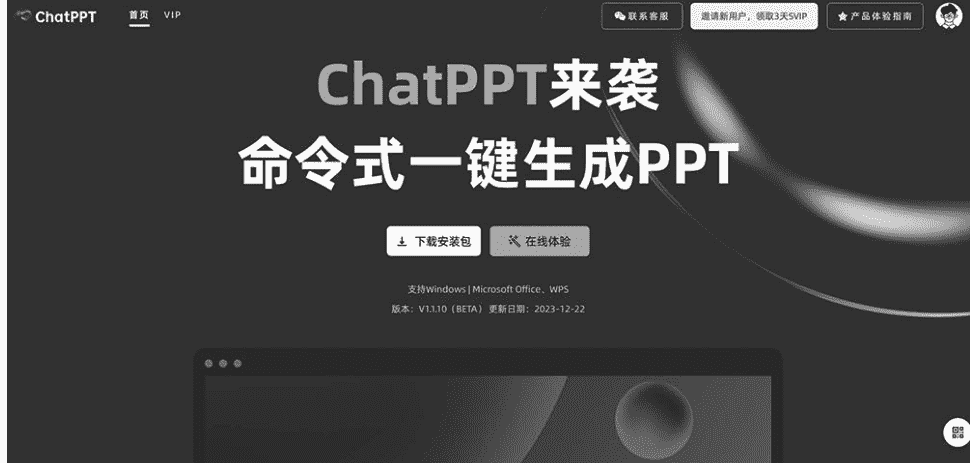 ChatPPT 首页 VIP 联系客服 邀请新用户，领取3天SVIP 产品体验指南
ChatPPT来袭
命令式一键生成PPT
下载安装包 在线体验
支持Windows | Microsoft Office、WPS
版本：V1.1.10（BETA） 更新日期：2023-12-22